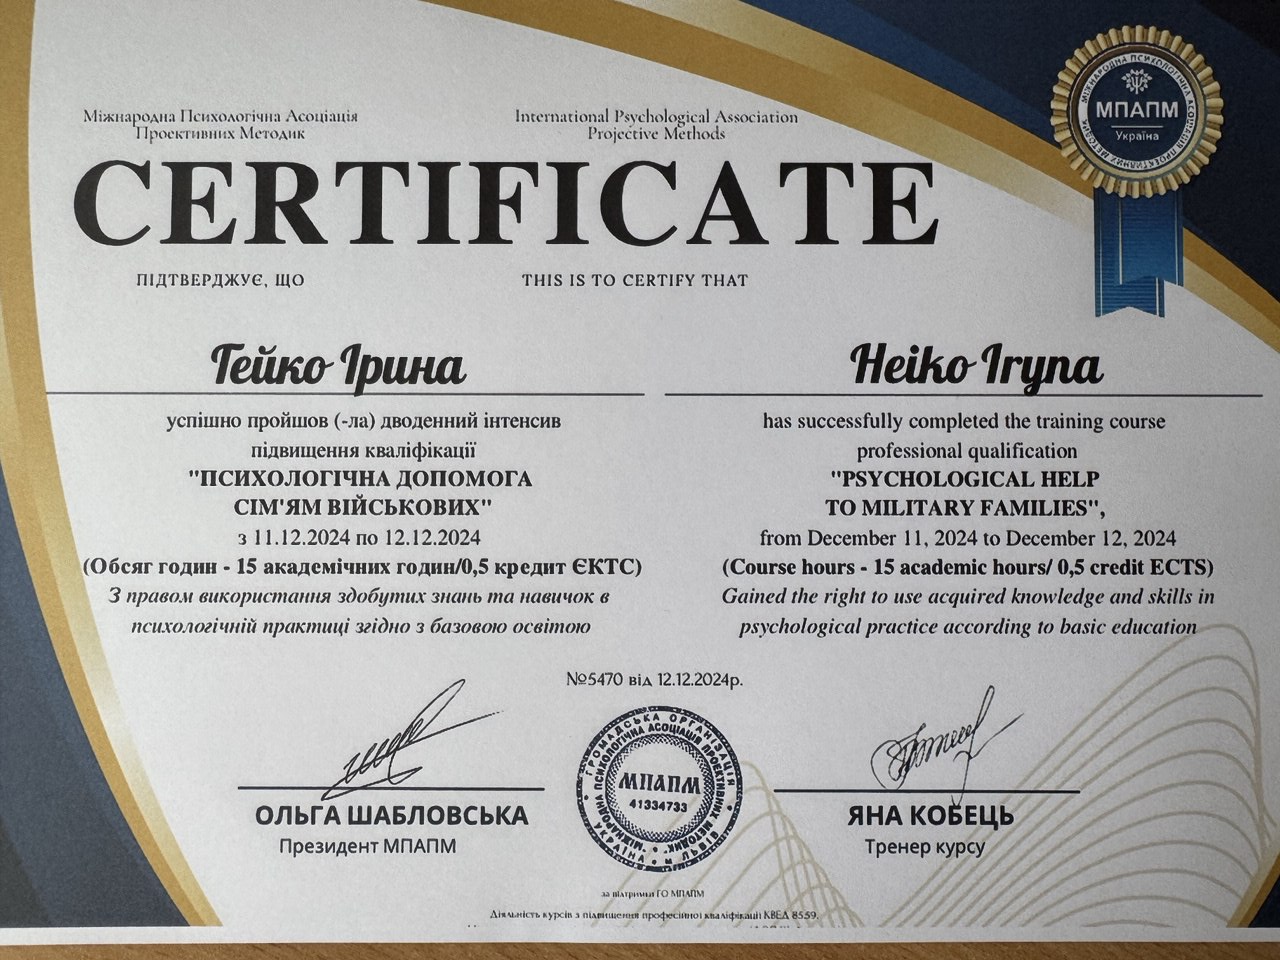 Міжнародна Психологічна Асоціація
Проективних Методик
International Psychological Association
Projective Methods
МІЖНАРОДНА ПСИХОЛОГІЧНА АСОЦІАЦІЯ ПРОЕКТИВНИХ МЕТОДИК
МПАПМ
Україна
CERTIFICATE
ПІДТВЕРДЖУЄ, ЩО
THIS IS TO CERTIFY THAT
Гейко Ірина
Heiko Iryna
успішно пройшов (-ла) дводенний інтенсив
підвищення кваліфікації
"ПСИХОЛОГІЧНА ДОПОМОГА
СІМ'ЯМ ВІЙСЬКОВИХ"
з 11.12.2024 по 12.12.2024
(Обсяг годин - 15 академічних годин/0,5 кредит ЄКТС)
З правом використання здобутих знань та навичок в
психологічній практиці згідно з базовою освітою
has successfully completed the training course
professional qualification
"PSYCHOLOGICAL HELP
TO MILITARY FAMILIES",
from December 11, 2024 to December 12, 2024
(Course hours - 15 academic hours/ 0,5 credit ECTS)
Gained the right to use acquired knowledge and skills in
psychological practice according to basic education
№5470 від 12.12.2024р.
ОЛЬГА ШАБЛОВСЬКА
Президент МПАПМ
ГРОМАДСЬКА ОРГАНІЗАЦІЯ
МІЖНАРОДНА ПСИХОЛОГІЧНА АСОЦІАЦІЯ ПРОЕКТИВНИХ МЕТОДИК
МПАПМ
41334733
УКРАЇНА м ЛЬВІВ
ЯНА КОБЕЦЬ
Тренер курсу
за підтримки ГО МПАПМ
Діяльність курсів з підвищення професійної кваліфікації КВЕД 85.59.